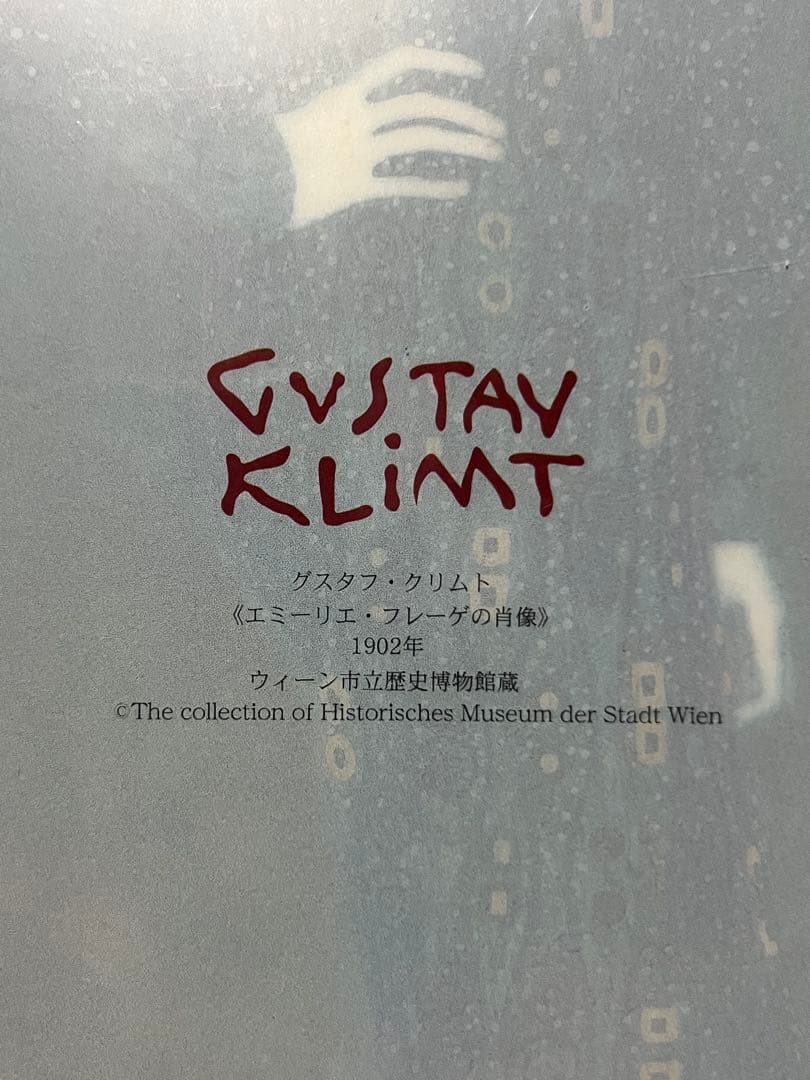 GUSTAV
KLiMT
グスタフ・クリムト
《エミーリエ・フレーゲの肖像》
1902年
ウィーン市立歴史博物館蔵
©The collection of Historisches Museum der Stadt Wien